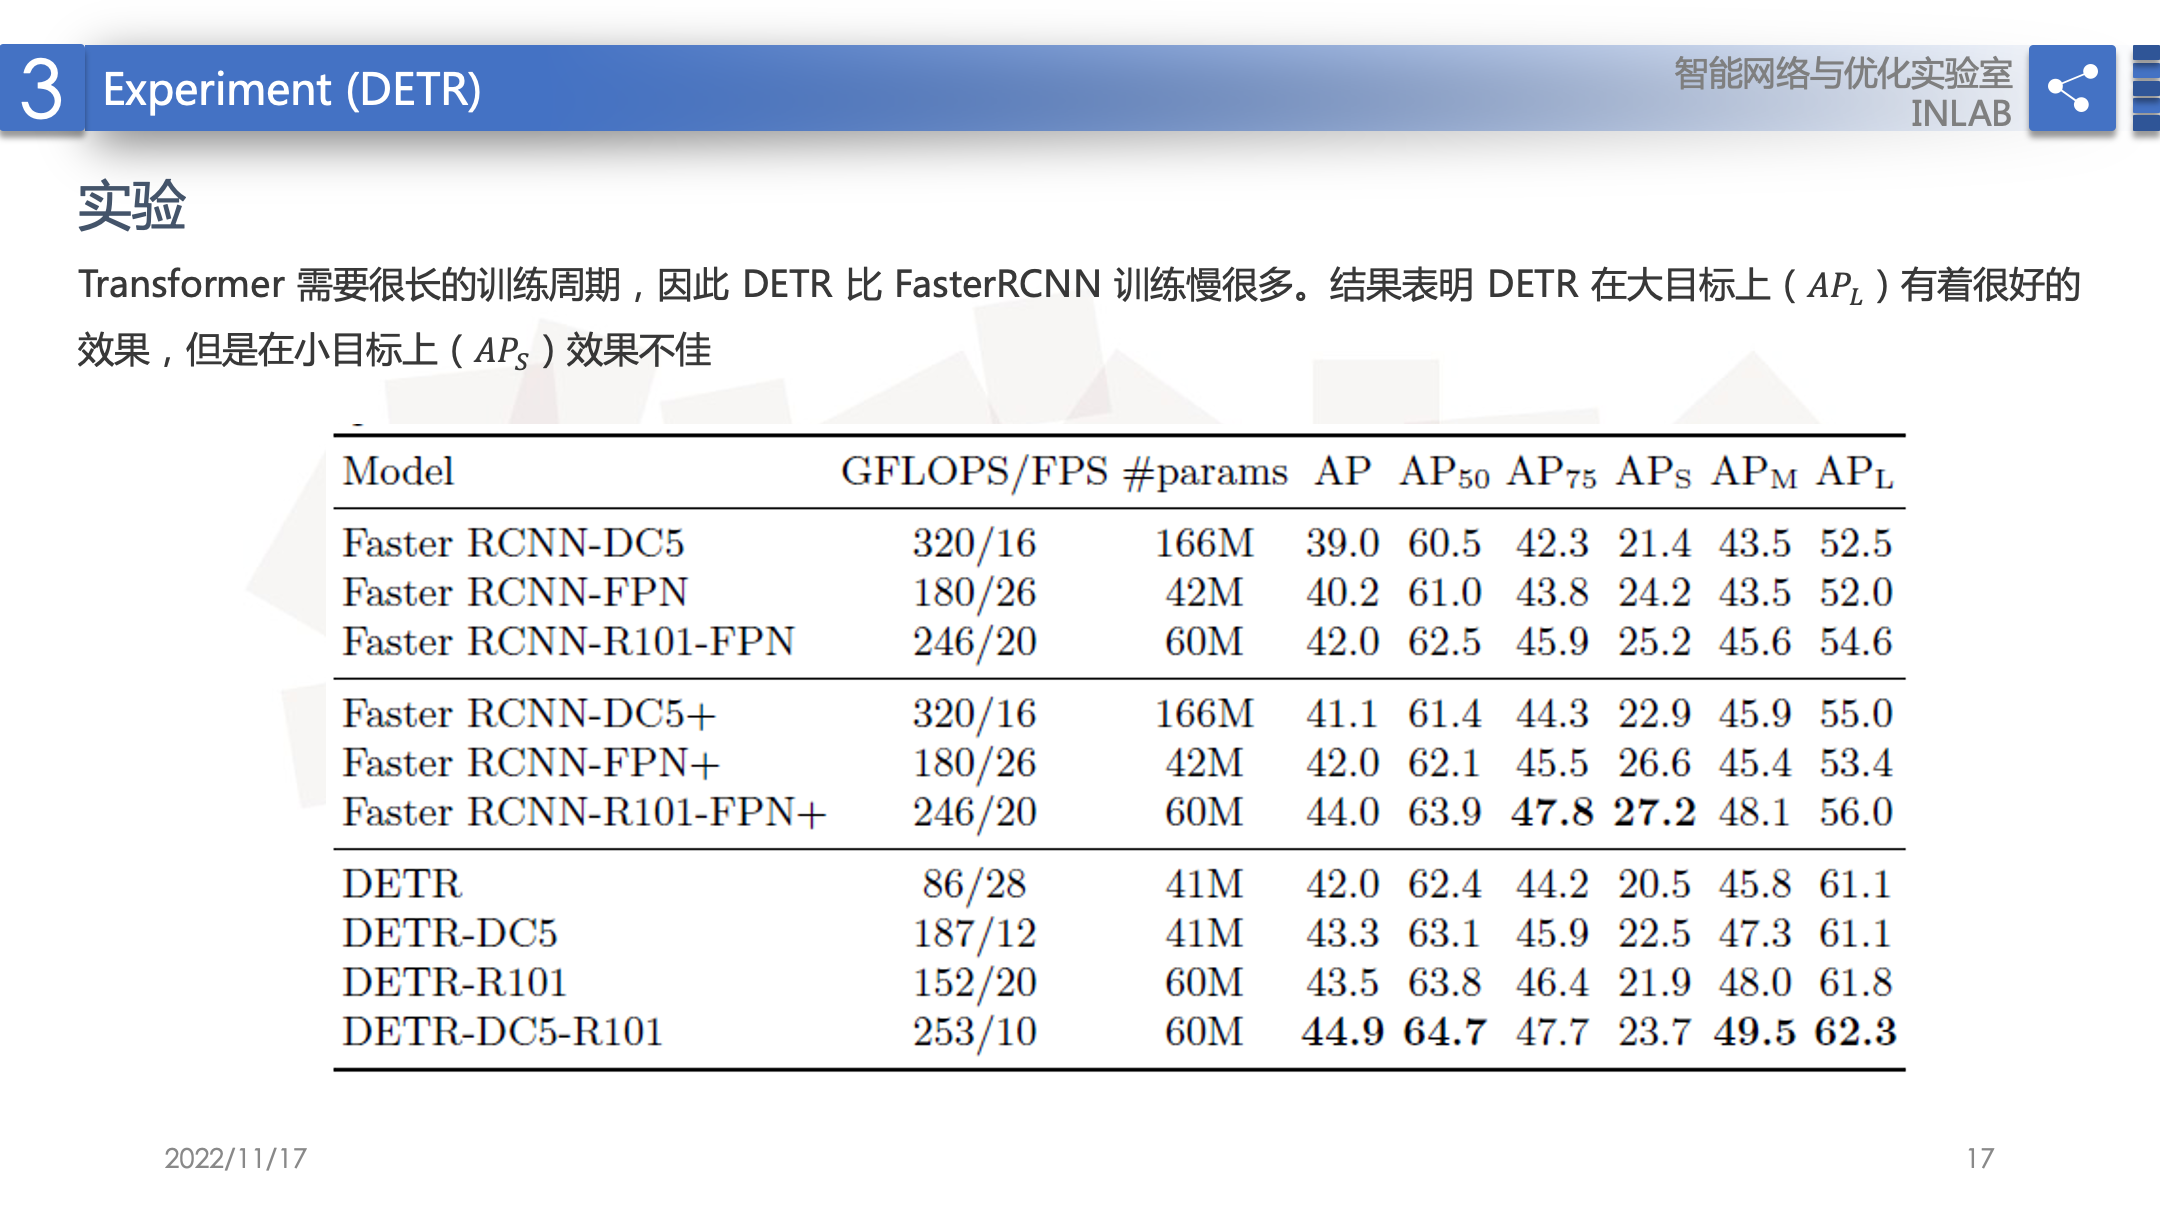 3 Experiment (DETR)
智能网络与优化实验室
INLAB
实验
Transformer 需要很长的训练周期，因此 DETR 比 FasterRCNN 训练慢很多。结果表明 DETR 在大目标上（AP_L）有着很好的
效果，但是在小目标上（AP_S）效果不佳
Model GFLOPS/FPS #params AP AP50 AP75 APS APM APL
Faster RCNN-DC5 320/16 166M 39.0 60.5 42.3 21.4 43.5 52.5
Faster RCNN-FPN 180/26 42M 40.2 61.0 43.8 24.2 43.5 52.0
Faster RCNN-R101-FPN 246/20 60M 42.0 62.5 45.9 25.2 45.6 54.6
Faster RCNN-DC5+ 320/16 166M 41.1 61.4 44.3 22.9 45.9 55.0
Faster RCNN-FPN+ 180/26 42M 42.0 62.1 45.5 26.6 45.4 53.4
Faster RCNN-R101-FPN+ 246/20 60M 44.0 63.9 47.8 27.2 48.1 56.0
DETR 86/28 41M 42.0 62.4 44.2 20.5 45.8 61.1
DETR-DC5 187/12 41M 43.3 63.1 45.9 22.5 47.3 61.1
DETR-R101 152/20 60M 43.5 63.8 46.4 21.9 48.0 61.8
DETR-DC5-R101 253/10 60M 44.9 64.7 47.7 23.7 49.5 62.3
2022/11/17
17